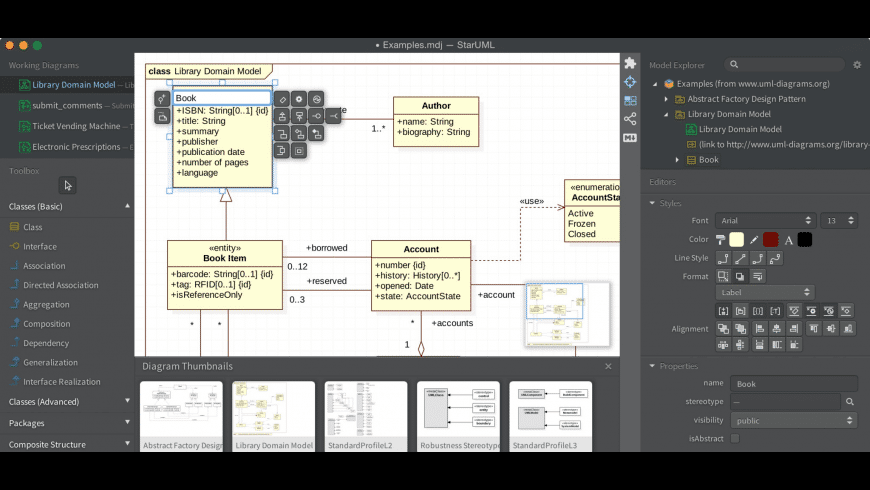 Examples.mdj — StarUML
Working Diagrams
Library Domain Model — Lib
submit_comments — Submit
Ticket Vending Machine —
Electronic Prescriptions —
Toolbox
Classes (Basic)
Class
Interface
Association
Directed Association
Aggregation
Composition
Dependency
Generalization
Interface Realization
Classes (Advanced)
Packages
Composite Structure
class Library Domain Model
Book
+ISBN: String[0..1] {id}
+title: String
+summary
+publisher
+publication date
+number of pages
+language
1..*
Author
+name: String
+biography: String
«use»
«enumeratio
AccountSta
Active
Frozen
Closed
«entity»
Book Item
+barcode: String[0..1] {id}
+tag: RFID[0..1] {id}
+isReferenceOnly
+borrowed
0..12
+reserved
0..3
Account
+number {id}
+history: History[0..*]
+opened: Date
+state: AccountState
+account
*
*
*
+accounts
1
Diagram Thumbnails
Abstract Factory Design
Library Domain Model
StandardProfileL2
Robustness Stereotype
StandardProfileL3
Model Explorer
Examples (from www.uml-diagrams.org)
Abstract Factory Design Pattern
Library Domain Model
Library Domain Model
(link to http://www.uml-diagrams.org/library-
Book
Editors
Styles
Font
Arial
13
Color
A
Line Style
Format
Label
Alignment
Properties
name
Book
stereotype
—
visibility
public
isAbstract